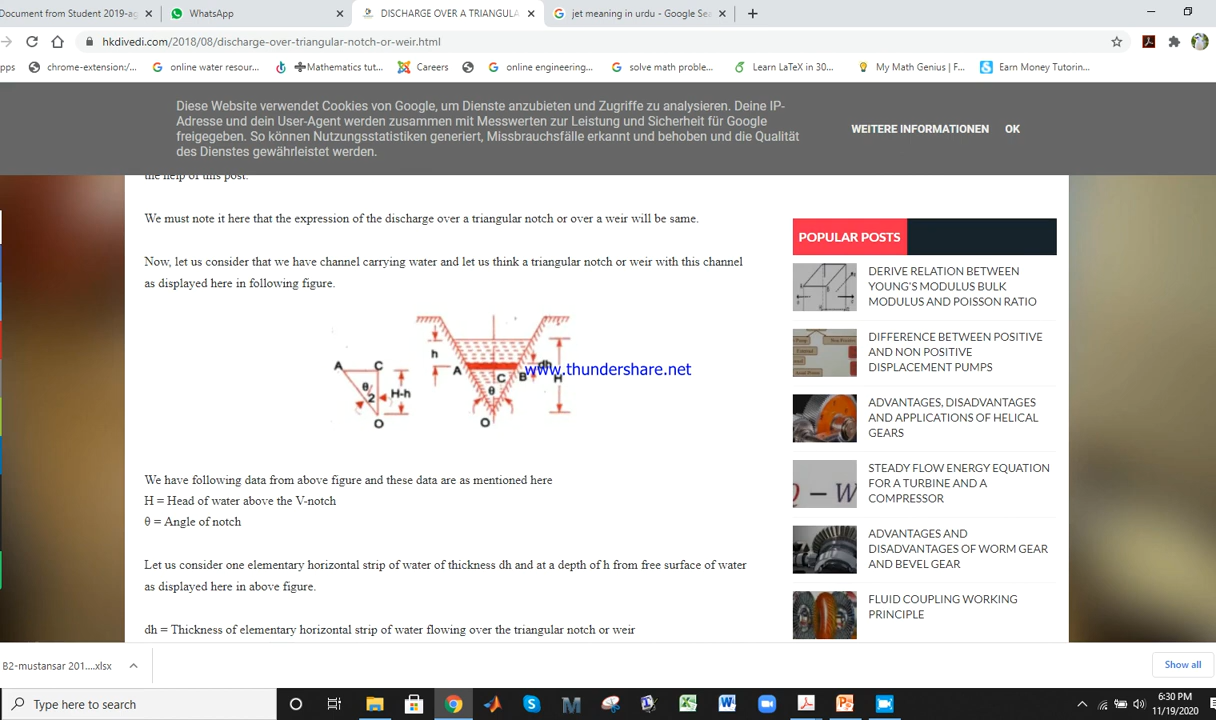 Document from Student 2019-ag
WhatsApp
DISCHARGE OVER A TRIANGULA
jet meaning in urdu - Google Sea
hkdivedi.com/2018/08/discharge-over-triangular-notch-or-weir.html
pps
chrome-extension:/...
online water resour...
Mathematics tut...
Careers
online engineering...
solve math proble...
Learn LaTeX in 30...
My Math Genius | F...
Earn Money Tutorin...
Diese Website verwendet Cookies von Google, um Dienste anzubieten und Zugriffe zu analysieren. Deine IP-
Adresse und dein User-Agent werden zusammen mit Messwerten zur Leistung und Sicherheit für Google
freigegeben. So können Nutzungsstatistiken generiert, Missbrauchsfälle erkannt und behoben und die Qualität
des Dienstes gewährleistet werden.
WEITERE INFORMATIONEN
OK
the help of this post.
We must note it here that the expression of the discharge over a triangular notch or over a weir will be same.
Now, let us consider that we have channel carrying water and let us think a triangular notch or weir with this channel
as displayed here in following figure.
A
C
θ
2
H-h
O
h
A
C
B
dh
H
θ
O
www.thundershare.net
We have following data from above figure and these data are as mentioned here
H = Head of water above the V-notch
θ = Angle of notch
Let us consider one elementary horizontal strip of water of thickness dh and at a depth of h from free surface of water
as displayed here in above figure.
dh = Thickness of elementary horizontal strip of water flowing over the triangular notch or weir
POPULAR POSTS
DERIVE RELATION BETWEEN
YOUNG'S MODULUS BULK
MODULUS AND POISSON RATIO
DIFFERENCE BETWEEN POSITIVE
AND NON POSITIVE
DISPLACEMENT PUMPS
ADVANTAGES, DISADVANTAGES
AND APPLICATIONS OF HELICAL
GEARS
STEADY FLOW ENERGY EQUATION
FOR A TURBINE AND A
COMPRESSOR
ADVANTAGES AND
DISADVANTAGES OF WORM GEAR
AND BEVEL GEAR
FLUID COUPLING WORKING
PRINCIPLE
B2-mustansar 201....xlsx
Show all
Type here to search
6:30 PM
11/19/2020